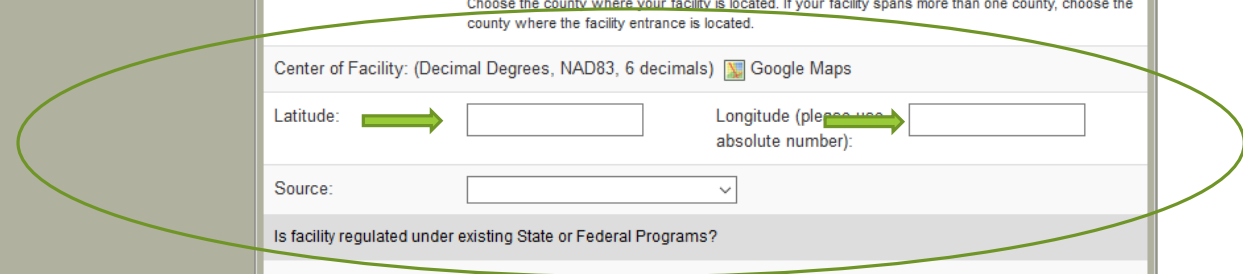 Choose the county where your facility is located. If your facility spans more than one county, choose the
county where the facility entrance is located.
Center of Facility: (Decimal Degrees, NAD83, 6 decimals) Google Maps
Latitude:
Longitude (please use
absolute number):
Source:
Is facility regulated under existing State or Federal Programs?